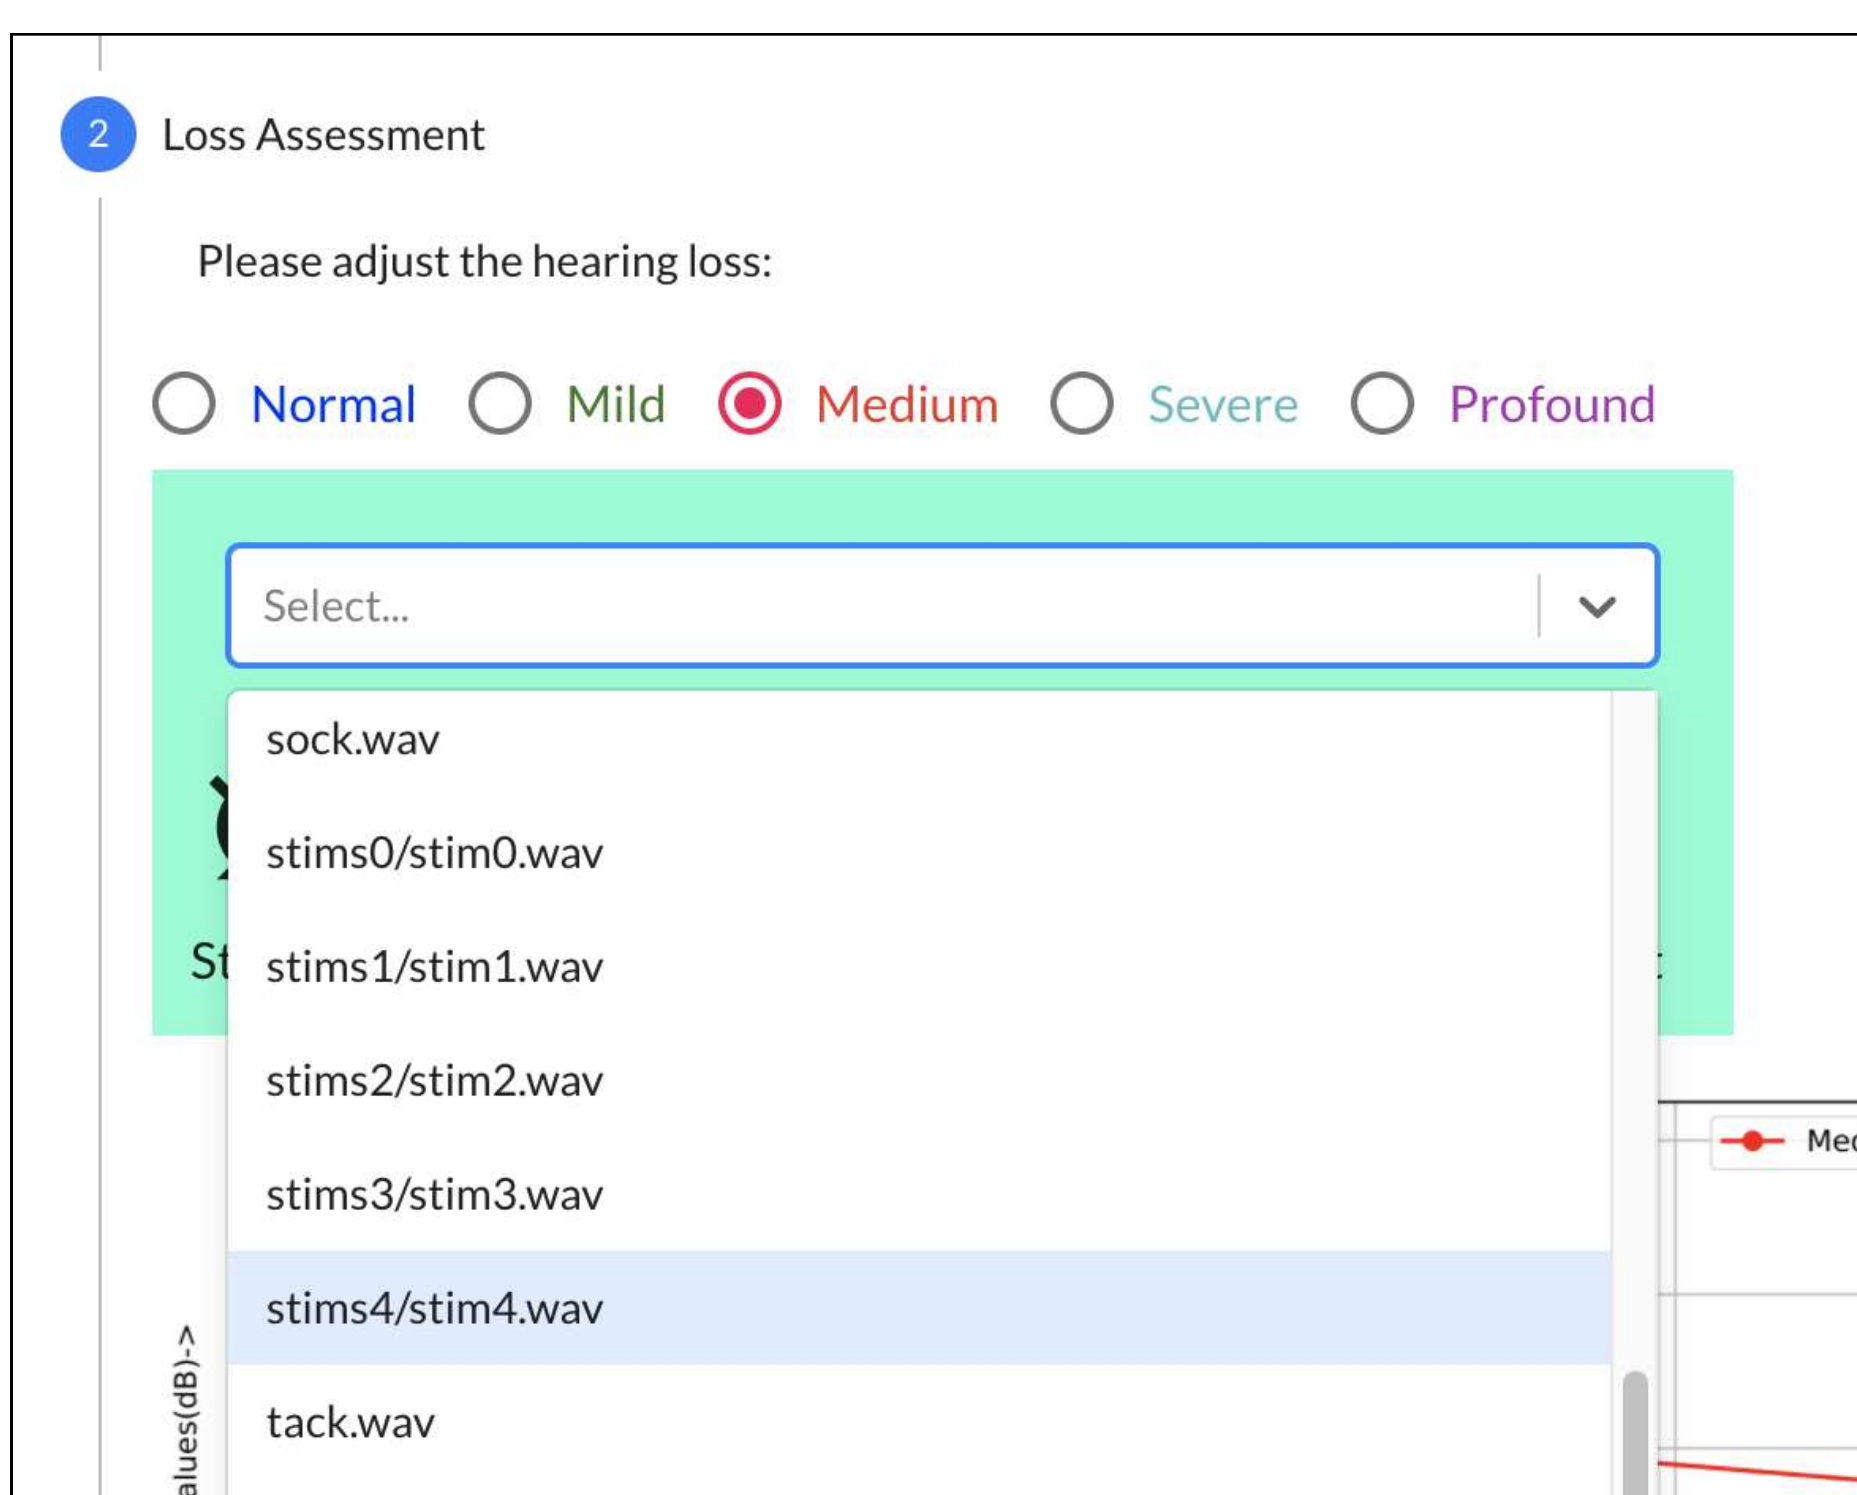 2 Loss Assessment
Please adjust the hearing loss:
Normal Mild Medium Severe Profound
Select...
sock.wav
stims0/stim0.wav
stims1/stim1.wav
stims2/stim2.wav
stims3/stim3.wav
stims4/stim4.wav
tack.wav